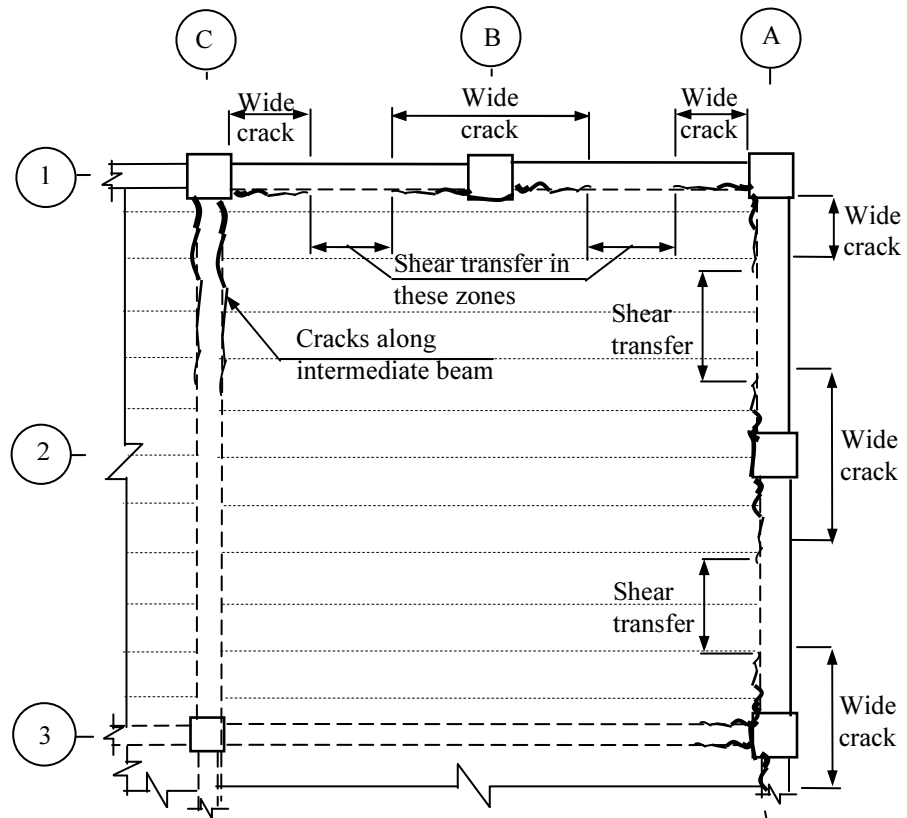 C
B
A
Wide
crack
Wide
crack
Wide
crack
1
Wide
crack
Shear transfer in
these zones
Shear
transfer
Cracks along
intermediate beam
2
Wide
crack
Shear
transfer
3
Wide
crack